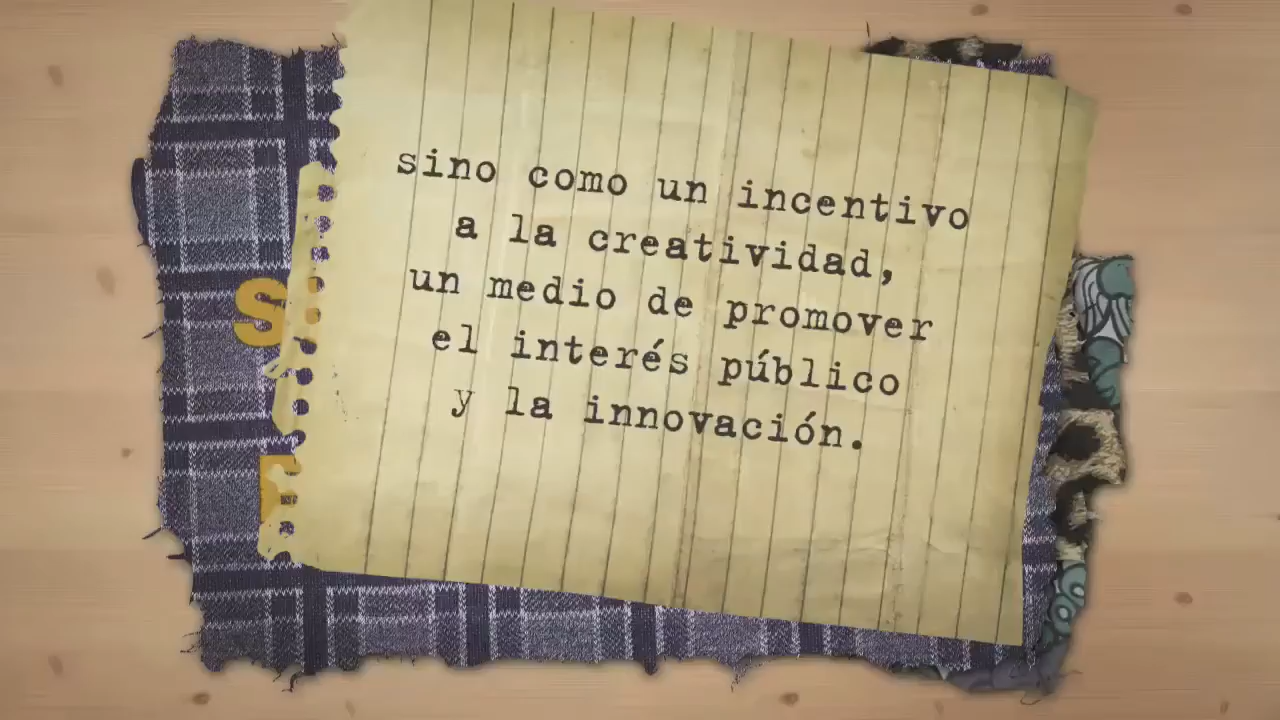 sino como un incentivo
a la creatividad,
un medio de promover
el interés público
y la innovación.